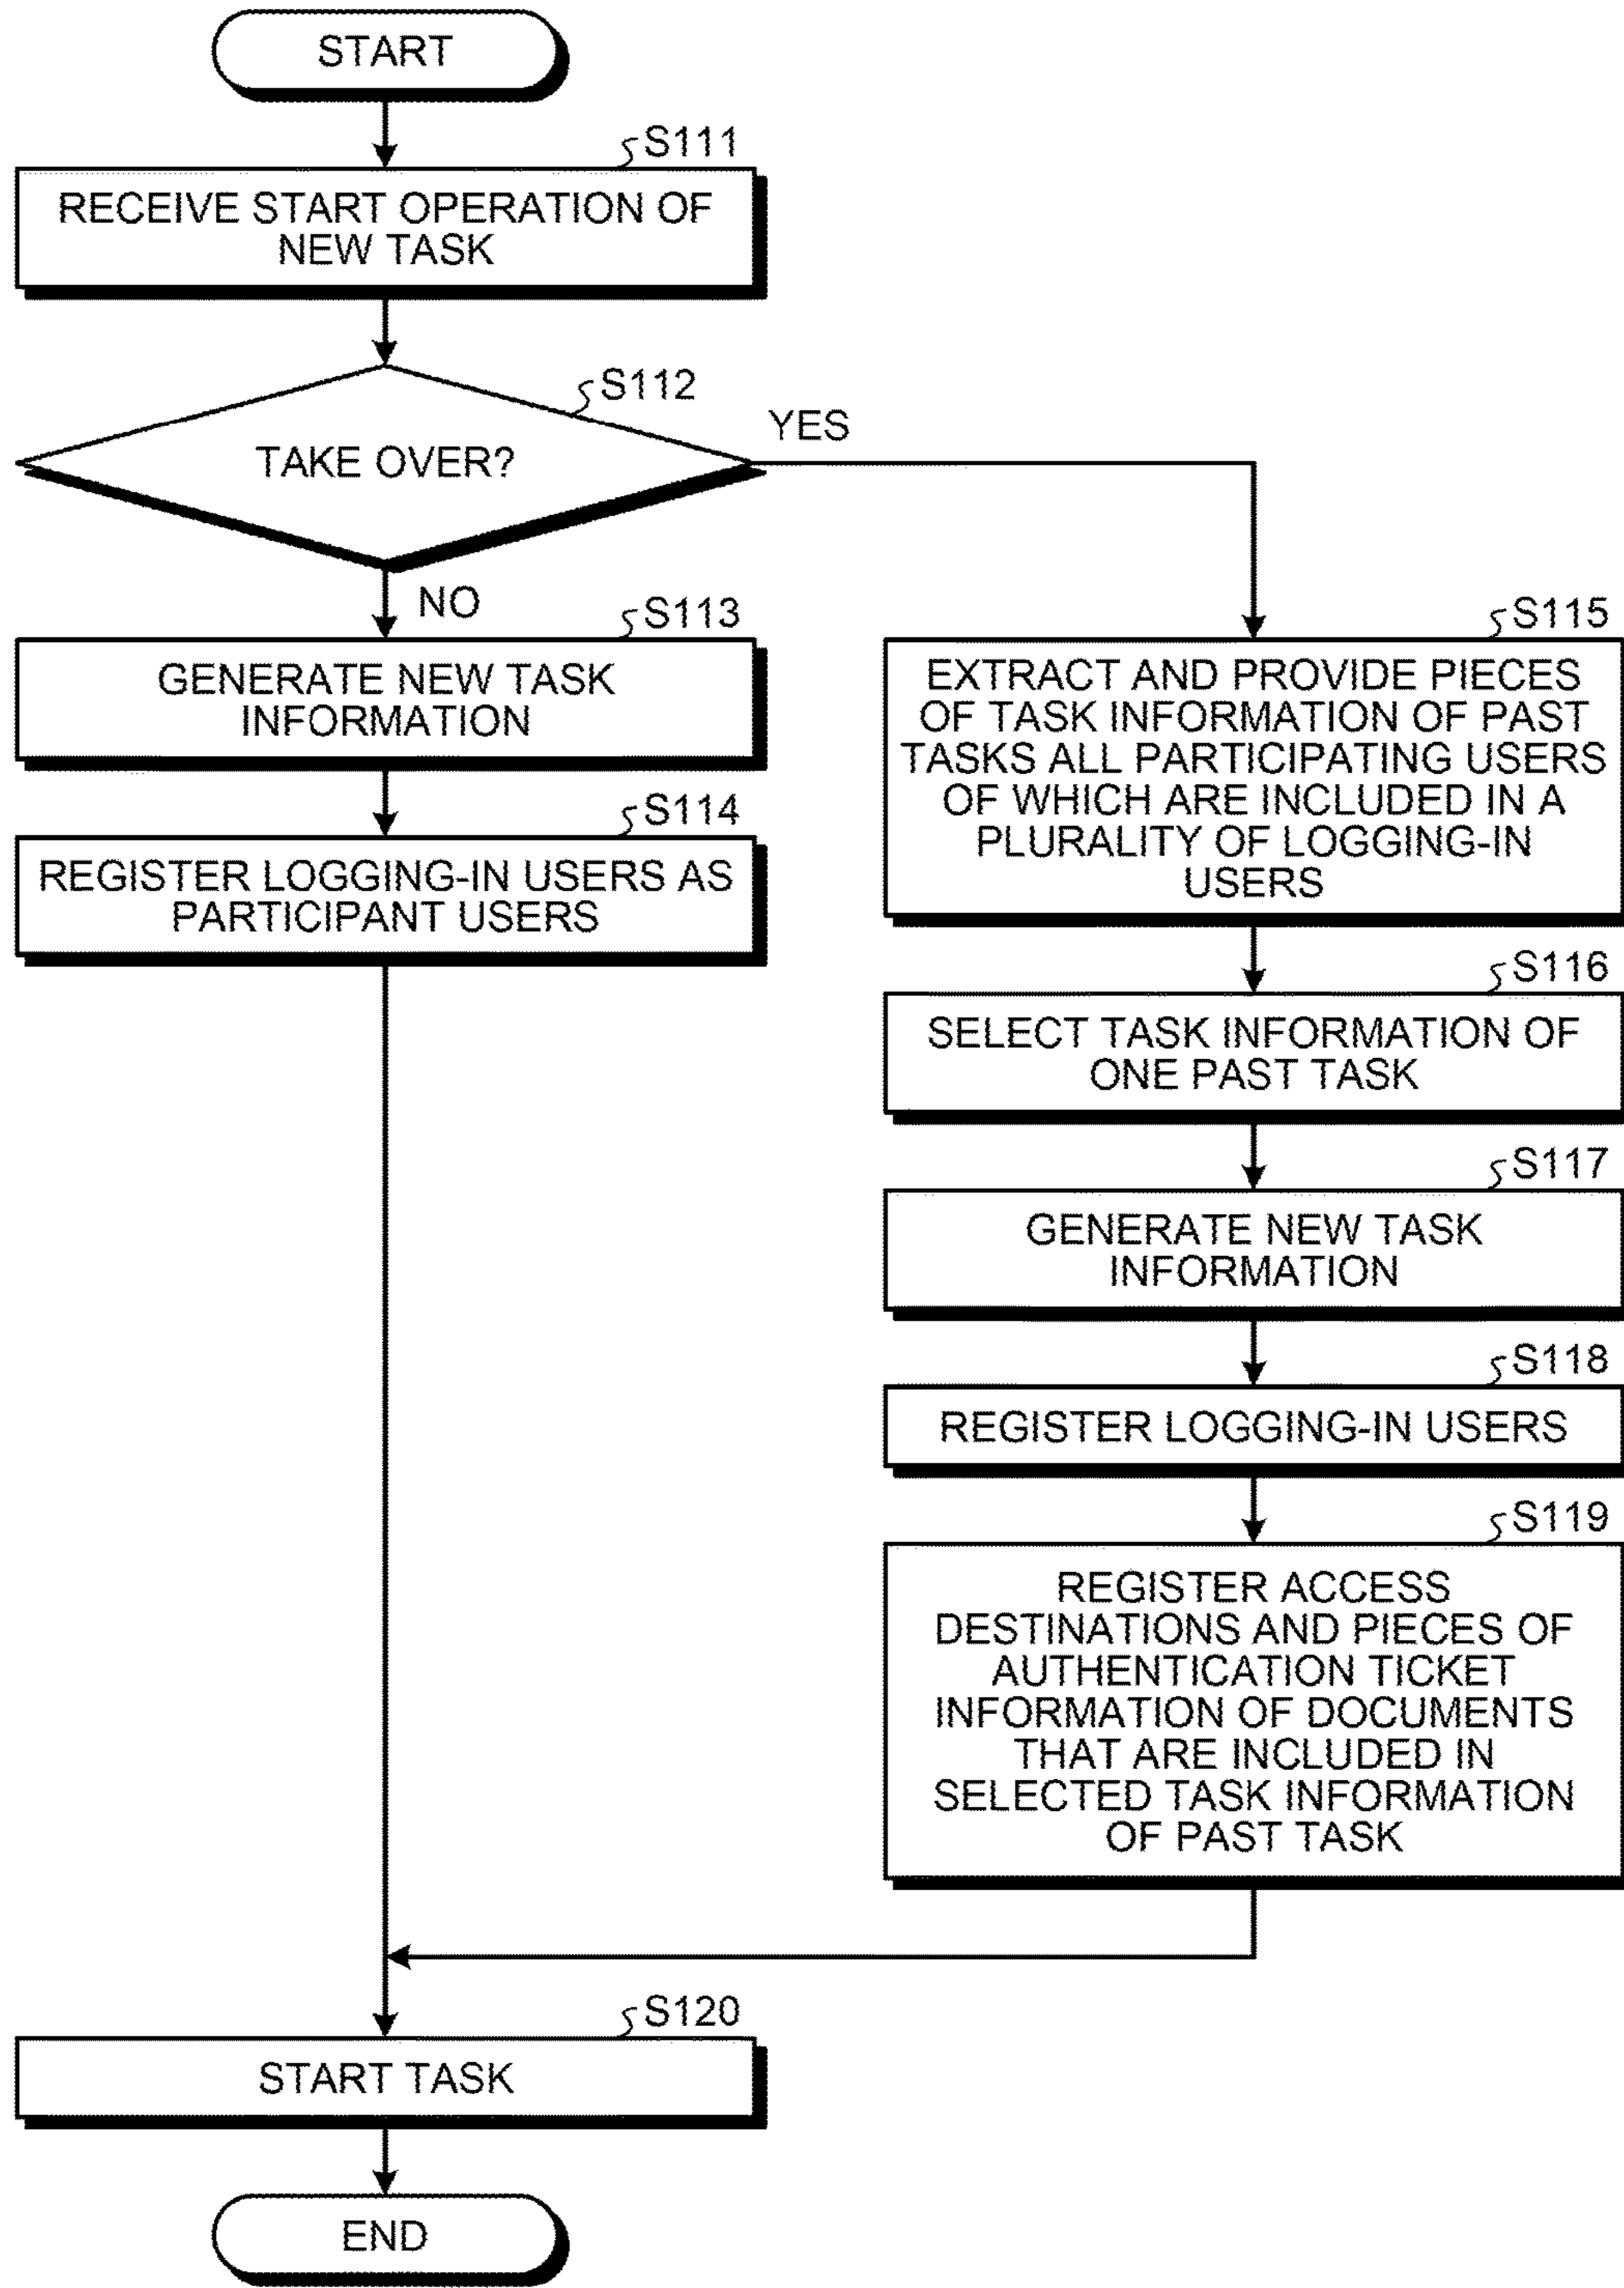 START
S111
RECEIVE START OPERATION OF
NEW TASK
S112
TAKE OVER?
YES
NO
S113
GENERATE NEW TASK
INFORMATION
S114
REGISTER LOGGING-IN USERS AS
PARTICIPANT USERS
S115
EXTRACT AND PROVIDE PIECES
OF TASK INFORMATION OF PAST
TASKS ALL PARTICIPATING USERS
OF WHICH ARE INCLUDED IN A
PLURALITY OF LOGGING-IN
USERS
S116
SELECT TASK INFORMATION OF
ONE PAST TASK
S117
GENERATE NEW TASK
INFORMATION
S118
REGISTER LOGGING-IN USERS
S119
REGISTER ACCESS
DESTINATIONS AND PIECES OF
AUTHENTICATION TICKET
INFORMATION OF DOCUMENTS
THAT ARE INCLUDED IN
SELECTED TASK INFORMATION
OF PAST TASK
S120
START TASK
END